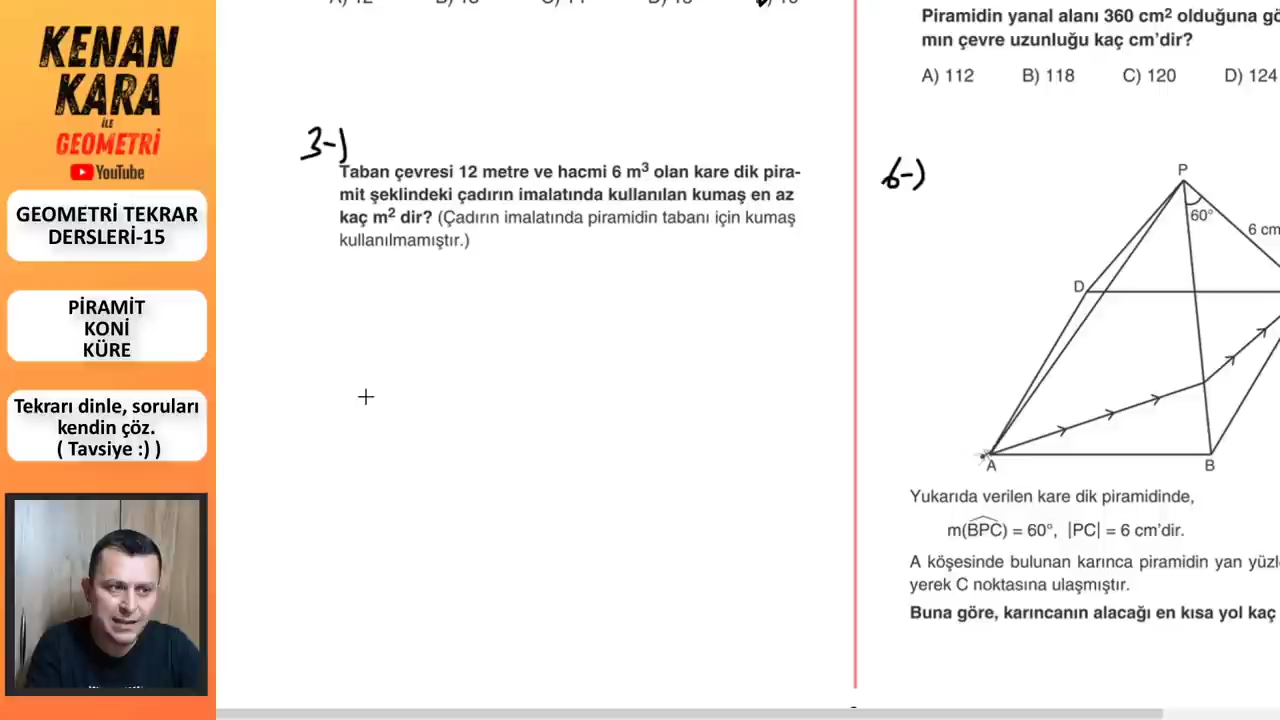 KENAN
KARA
İLE
GEOMETRİ
YouTube
GEOMETRİ TEKRAR
DERSLERİ-15
PİRAMİT
KONİ
KÜRE
Tekrarı dinle, soruları
kendin çöz.
( Tavsiye :) )
3-)
Taban çevresi 12 metre ve hacmi 6 m³ olan kare dik pira-
mit şeklindeki çadırın imalatında kullanılan kumaş en az
kaç m² dir? (Çadırın imalatında piramidin tabanı için kumaş
kullanılmamıştır.)
Piramidin yanal alanı 360 cm² olduğuna gö
mın çevre uzunluğu kaç cm'dir?
A) 112 B) 118 C) 120 D) 124
6-)
P
60°
6 cm
D
A
B
Yukarıda verilen kare dik piramidinde,
m(BPC) = 60°, |PC| = 6 cm'dir.
A köşesinde bulunan karınca piramidin yan yüzl
yerek C noktasına ulaşmıştır.
Buna göre, karıncanın alacağı en kısa yol kaç